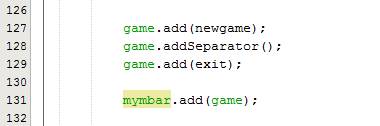 126
127 game.add(newgame);
128 game.addSeparator();
129 game.add(exit);
130
131 mymbar.add(game);
132